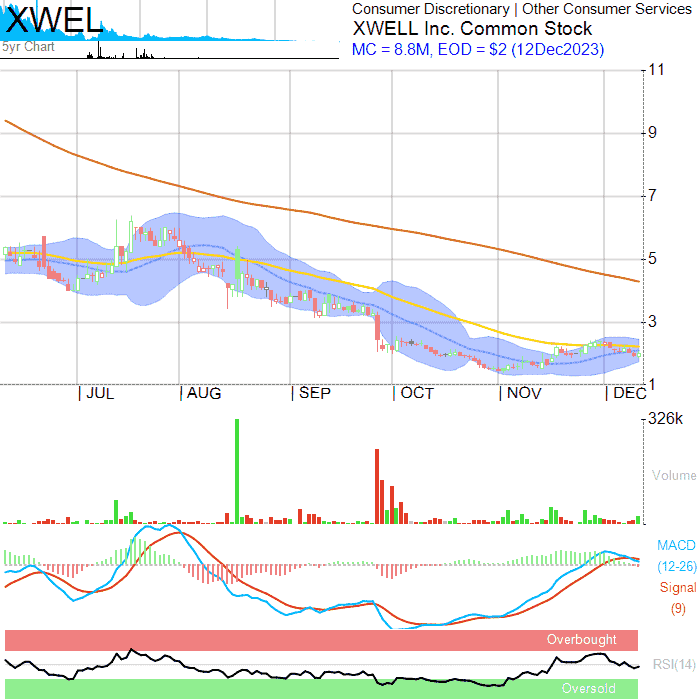 XWEL
5yr Chart
Consumer Discretionary | Other Consumer Services
XWELL Inc. Common Stock
MC = 8.8M, EOD = $2 (12Dec2023)
11
9
7
5
3
1
JUL AUG SEP OCT NOV DEC
326k
Volume
MACD
(12-26)
Signal
(9)
Overbought
RSI(14)
Oversold